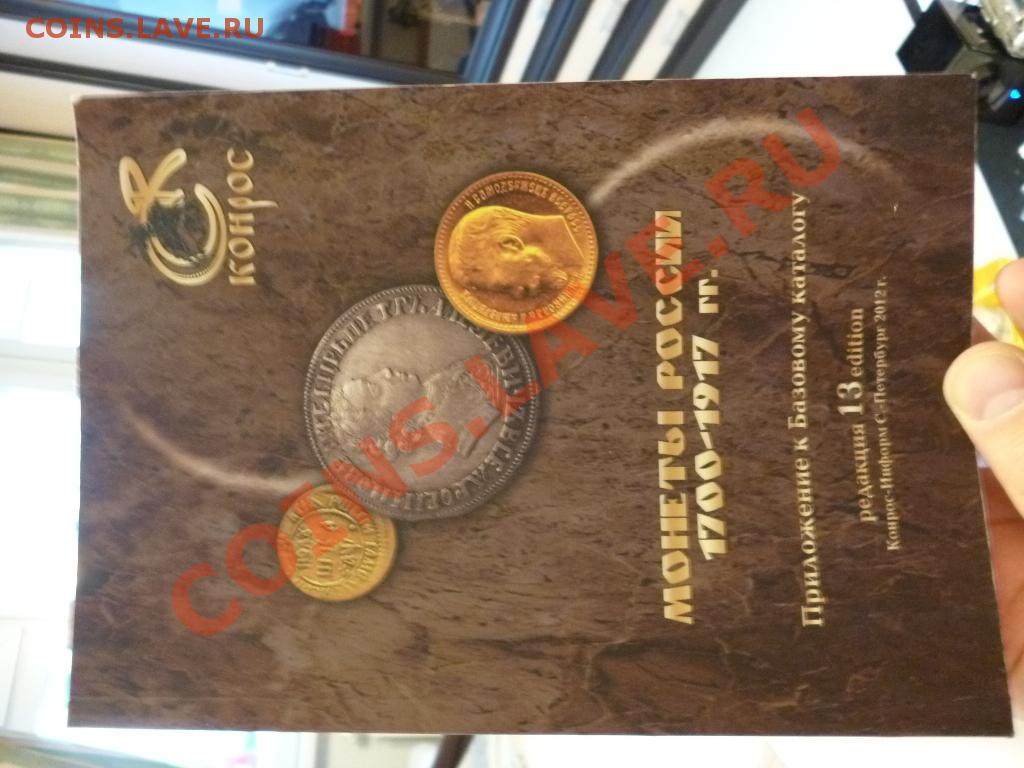 COINS.LAVE.RU
конрос
МОНЕТЫ РОССИИ
1700-1917 гг.
Приложение к Базовому каталогу
редакция 13 edition
Конрос-Информ С-Петербург 2012 г.
COINS.LAVE.RU